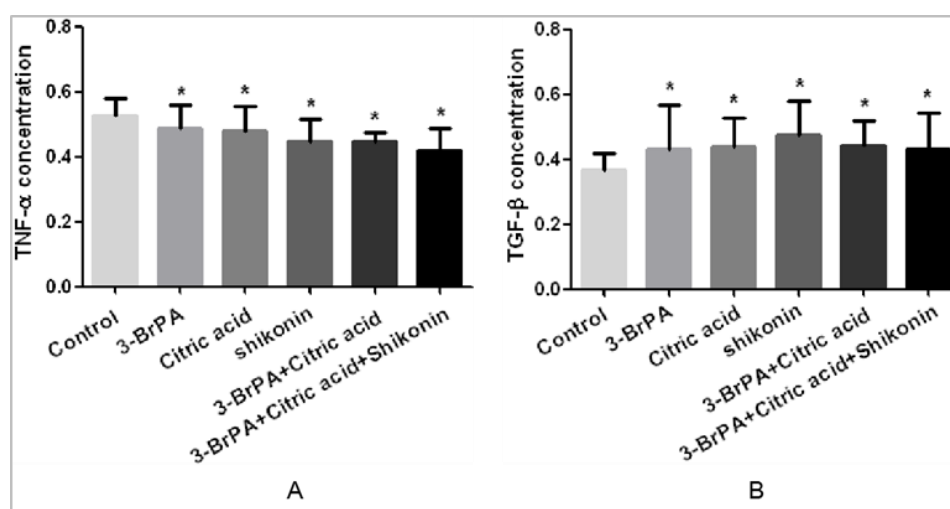 TNF-α concentration
0.8
0.6
0.4
0.2
0.0
* * * * *
Control
3-BrPA
Citric acid
shikonin
3-BrPA+Citric acid
3-BrPA+Citric acid+Shikonin
A
TGF-β concentration
0.8
0.6
0.4
0.2
0.0
* * * * *
Control
3-BrPA
Citric acid
shikonin
3-BrPA+Citric acid
3-BrPA+Citric acid+Shikonin
B